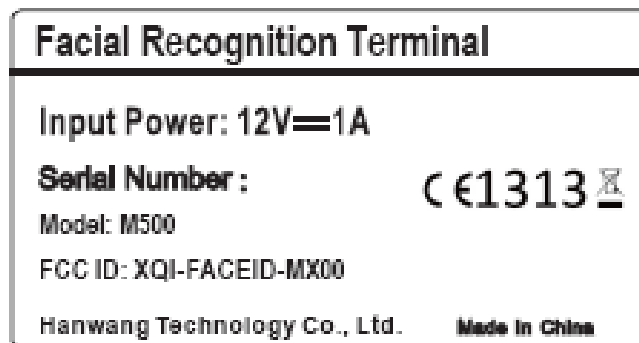 Facial Recognition Terminal
Input Power: 12V⎓1A
Serial Number :
CE1313
Model: M500
FCC ID: XQI-FACEID-MX00
Hanwang Technology Co., Ltd. Made in China